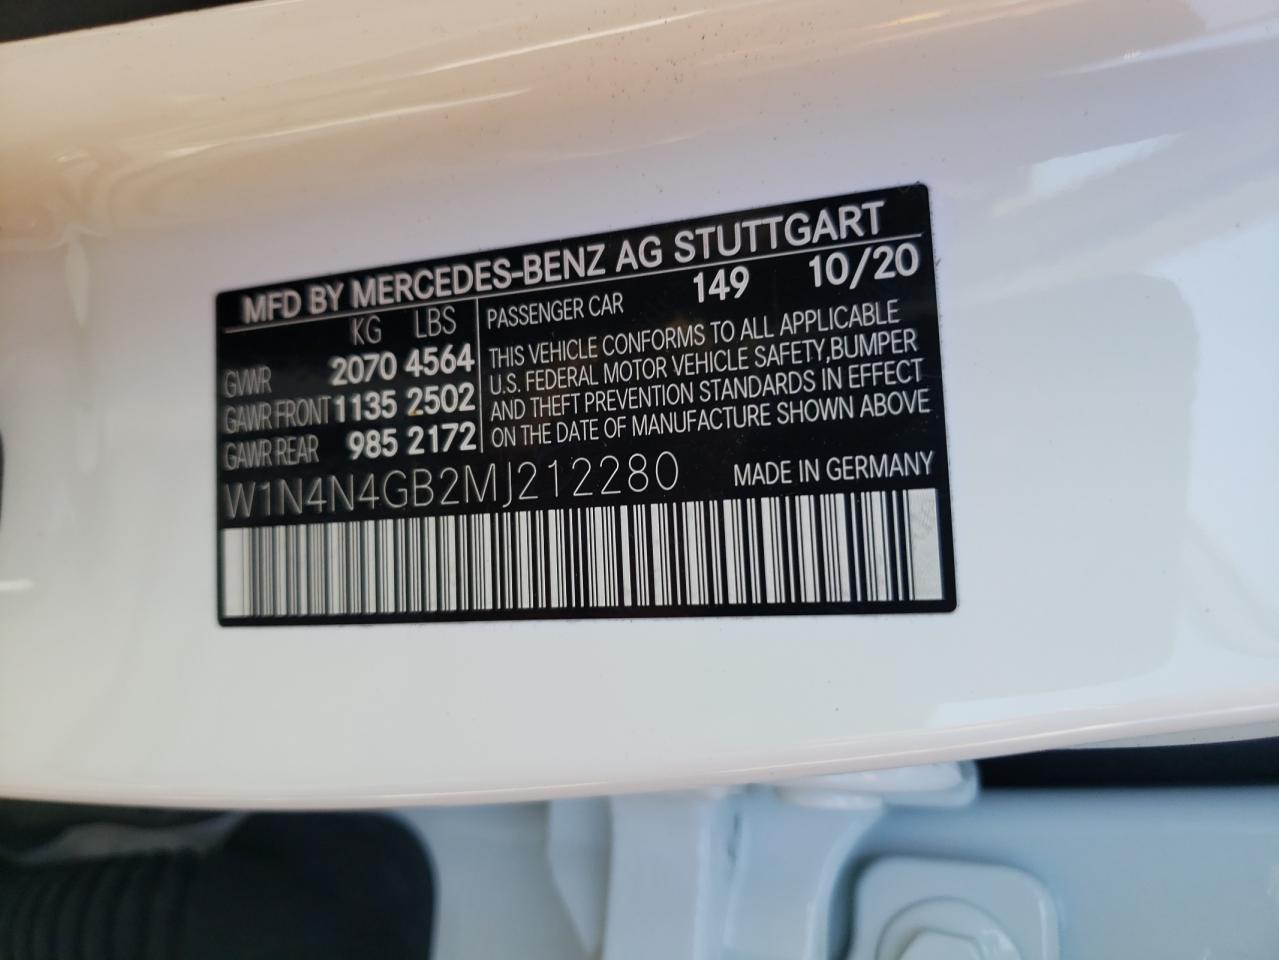 MFD BY MERCEDES-BENZ AG STUTTGART
KG LBS
GVWR 2070 4564
GAWR FRONT 1135 2502
GAWR REAR 985 2172
PASSENGER CAR 149 10/20
THIS VEHICLE CONFORMS TO ALL APPLICABLE
U.S. FEDERAL MOTOR VEHICLE SAFETY, BUMPER
AND THEFT PREVENTION STANDARDS IN EFFECT
ON THE DATE OF MANUFACTURE SHOWN ABOVE
W1N4N4GB2MJ212280 MADE IN GERMANY